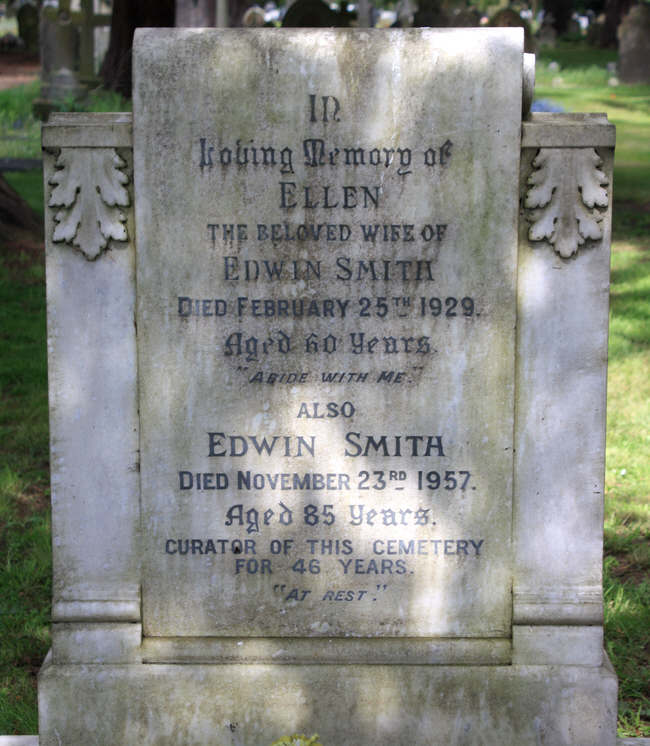 IN
Loving Memory of
ELLEN
THE BELOVED WIFE OF
EDWIN SMITH
DIED FEBRUARY 25TH 1929.
Aged 60 Years.
"ABIDE WITH ME."
ALSO
EDWIN SMITH
DIED NOVEMBER 23RD 1957.
Aged 85 Years.
CURATOR OF THIS CEMETERY
FOR 46 YEARS.
"AT REST."